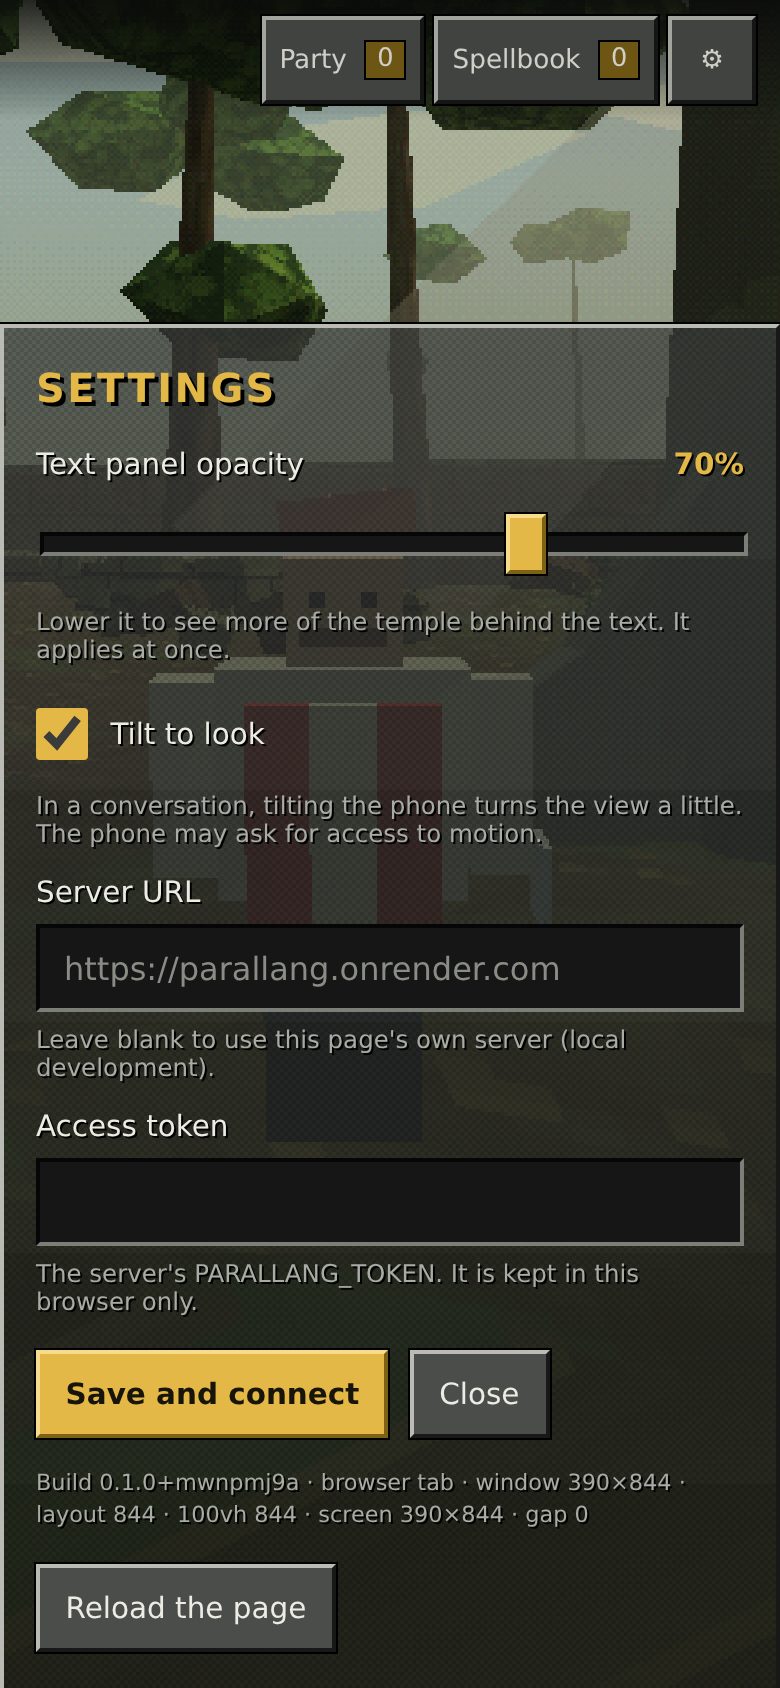 Party 0 Spellbook 0 ⚙
SETTINGS
Text panel opacity 70%
Lower it to see more of the temple behind the text. It
applies at once.
Tilt to look
In a conversation, tilting the phone turns the view a little.
The phone may ask for access to motion.
Server URL
https://parallang.onrender.com
Leave blank to use this page's own server (local
development).
Access token
The server's PARALLANG_TOKEN. It is kept in this
browser only.
Save and connect Close
Build 0.1.0+mwnpmj9a · browser tab · window 390×844 ·
layout 844 · 100vh 844 · screen 390×844 · gap 0
Reload the page